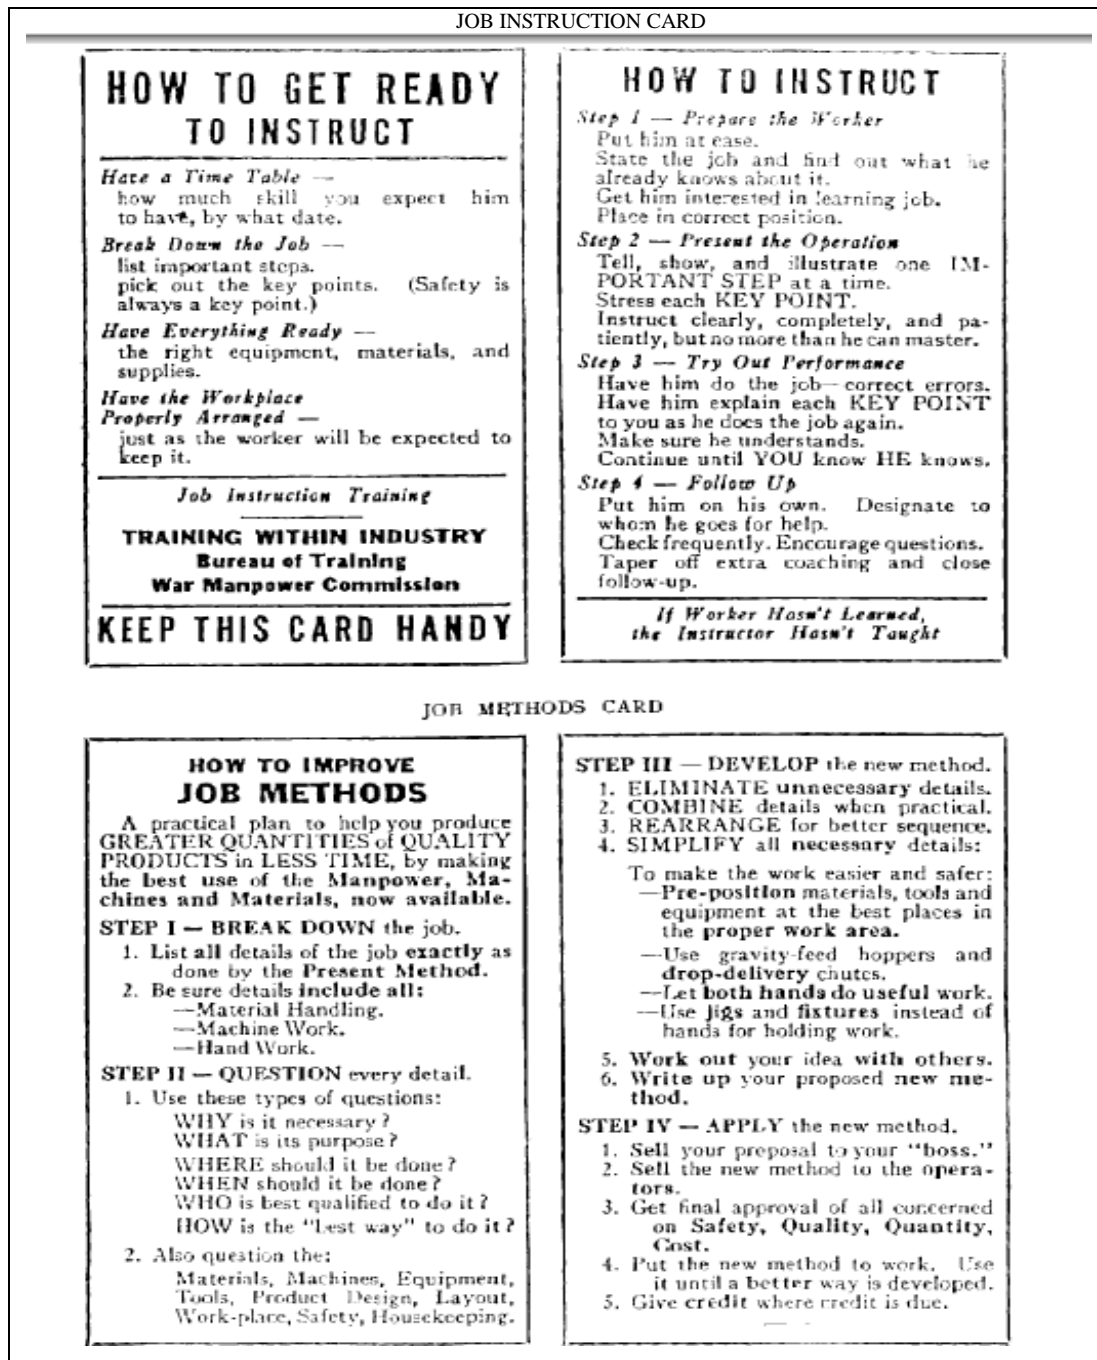 JOB INSTRUCTION CARD
HOW TO GET READY
TO INSTRUCT
Have a Time Table —
how much skill you expect him
to have, by what date.
Break Down the Job —
list important steps.
pick out the key points. (Safety is
always a key point.)
Have Everything Ready —
the right equipment, materials, and
supplies.
Have the Workplace
Properly Arranged —
just as the worker will be expected to
keep it.
Job Instruction Training
TRAINING WITHIN INDUSTRY
Bureau of Training
War Manpower Commission
KEEP THIS CARD HANDY
HOW TO INSTRUCT
Step 1 — Prepare the Worker
Put him at ease.
State the job and find out what he
already knows about it.
Get him interested in learning job.
Place in correct position.
Step 2 — Present the Operation
Tell, show, and illustrate one IM-
PORTANT STEP at a time.
Stress each KEY POINT.
Instruct clearly, completely, and pa-
tiently, but no more than he can master.
Step 3 — Try Out Performance
Have him do the job—correct errors.
Have him explain each KEY POINT
to you as he does the job again.
Make sure he understands.
Continue until YOU know HE knows.
Step 4 — Follow Up
Put him on his own. Designate to
whom he goes for help.
Check frequently. Encourage questions.
Taper off extra coaching and close
follow-up.
If Worker Hasn't Learned,
the Instructor Hasn't Taught
JOB METHODS CARD
HOW TO IMPROVE
JOB METHODS
A practical plan to help you produce
GREATER QUANTITIES of QUALITY
PRODUCTS in LESS TIME, by making
the best use of the Manpower, Ma-
chines and Materials, now available.
STEP I — BREAK DOWN the job.
1. List all details of the job exactly as
done by the Present Method.
2. Be sure details include all:
—Material Handling.
—Machine Work.
—Hand Work.
STEP II — QUESTION every detail.
1. Use these types of questions:
WHY is it necessary?
WHAT is its purpose?
WHERE should it be done?
WHEN should it be done?
WHO is best qualified to do it?
HOW is the "best way" to do it?
2. Also question the:
Materials, Machines, Equipment,
Tools, Product Design, Layout,
Work-place, Safety, Housekeeping.
STEP III — DEVELOP the new method.
1. ELIMINATE unnecessary details.
2. COMBINE details when practical.
3. REARRANGE for better sequence.
4. SIMPLIFY all necessary details:
To make the work easier and safer:
—Pre-position materials, tools and
equipment at the best places in
the proper work area.
—Use gravity-feed hoppers and
drop-delivery chutes.
—Let both hands do useful work.
—Use jigs and fixtures instead of
hands for holding work.
5. Work out your idea with others.
6. Write up your proposed new me-
thod.
STEP IV — APPLY the new method.
1. Sell your proposal to your "boss."
2. Sell the new method to the opera-
tors.
3. Get final approval of all concerned
on Safety, Quality, Quantity,
Cost.
4. Put the new method to work. Use
it until a better way is developed.
5. Give credit where credit is due.